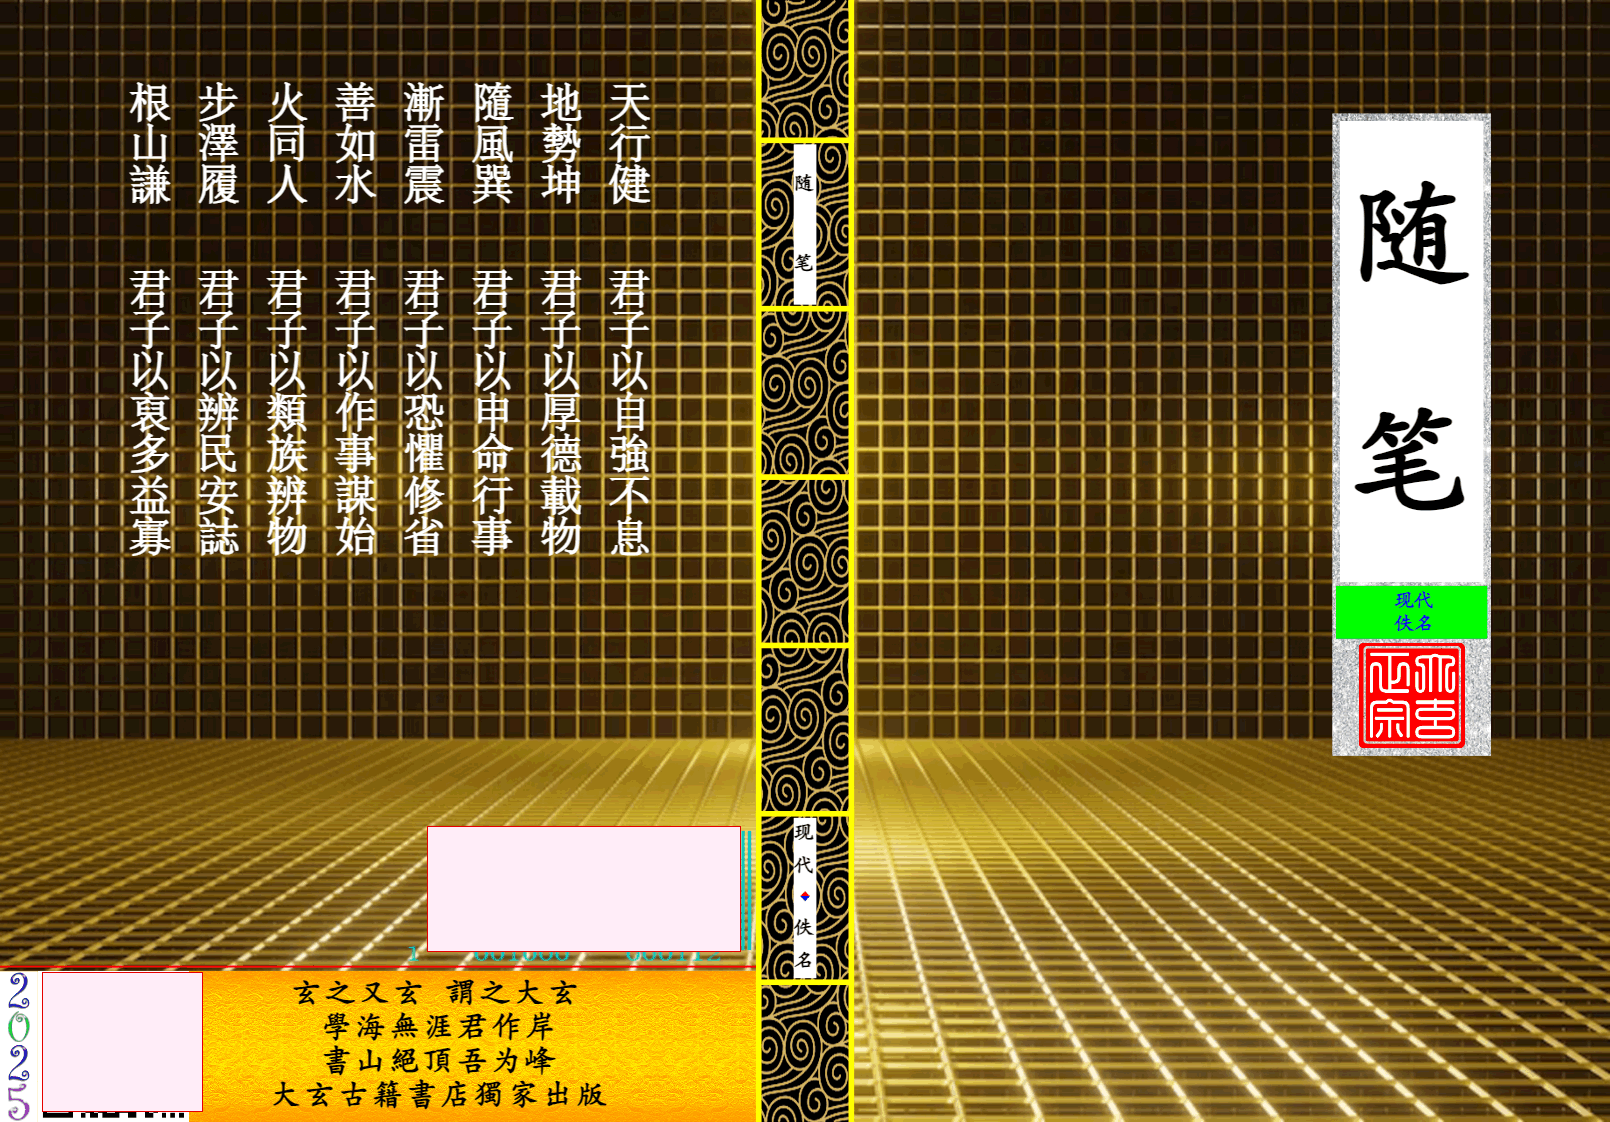 随笔
现代
佚名
大玄正宗
随笔
现代◆佚名
天行健 君子以自強不息
地勢坤 君子以厚德載物
隨風巽 君子以申命行事
漸雷震 君子以恐懼修省
善如水 君子以作事謀始
火同人 君子以類族辨物
步澤履 君子以辨民安誌
根山謙 君子以裒多益寡
玄之又玄 謂之大玄
學海無涯君作岸
書山絕頂吾为峰
大玄古籍書店獨家出版
2025